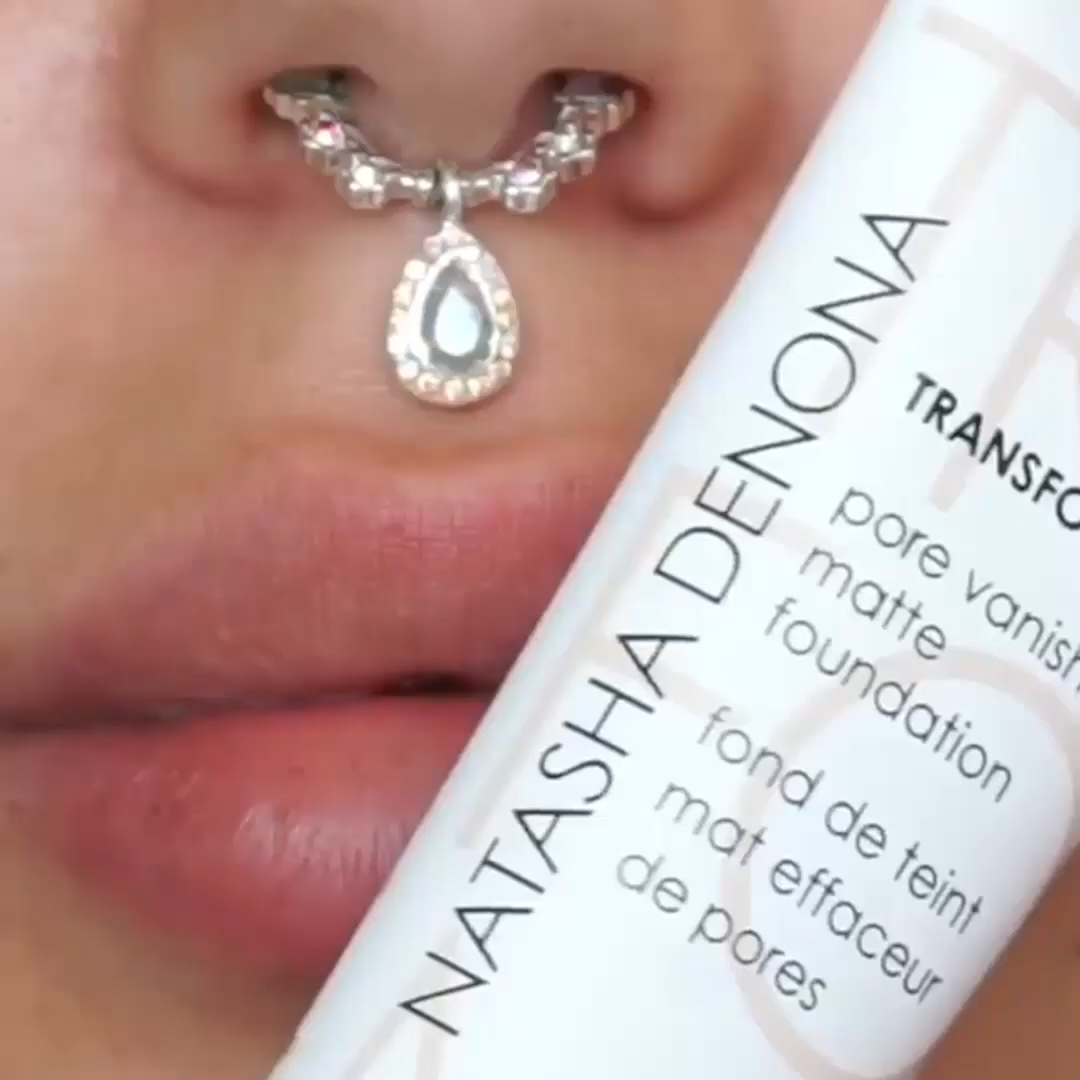 NATASHA DENONA
TRANSFO
pore vanish
matte
foundation
fond de teint
mat effaceur
de pores